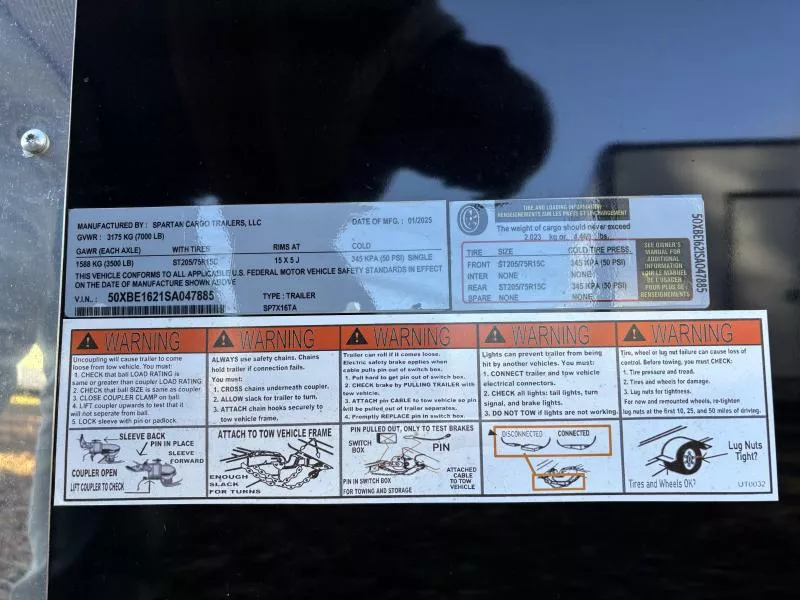 MANUFACTURED BY : SPARTAN CARGO TRAILERS, LLC DATE OF MFG. : 01/2025
GVWR : 3175 KG (7000 LB)
GAWR (EACH AXLE) WITH TIRES RIMS AT COLD
1588 KG (3500 LB) ST205/75R15C 15 X 5 J 345 KPA (50 PSI) SINGLE
THIS VEHICLE CONFORMS TO ALL APPLICABLE U.S. FEDERAL MOTOR VEHICLE SAFETY STANDARDS IN EFFECT
ON THE DATE OF MANUFACTURE SHOWN ABOVE
V.I.N. : 50XBE1621SA047885 TYPE : TRAILER
SP7X16TA
TIRE AND LOADING INFORMATION
RENSEIGNEMENTS SUR LES PNEUS ET LE CHARGEMENT
The weight of cargo should never exceed
2,023 kg or lbs.
TIRE SIZE COLD TIRE PRESS.
FRONT ST205/75R15C 345 KPA (50 PSI)
INTER NONE NONE
REAR ST205/75R15C 345 KPA (50 PSI)
SPARE NONE NONE
SEE OWNER'S
MANUAL FOR
ADDITIONAL
INFORMATION
VOIR LE MANUEL
DE L'USAGER
POUR PLUS DE
RENSEIGNEMENTS
50XBE1621SA047885
WARNING
Uncoupling will cause trailer to come
loose from tow vehicle. You must:
1. CHECK that ball LOAD RATING is
same or greater than coupler LOAD RATING
2. CHECK that ball SIZE is same as coupler
3. CLOSE COUPLER CLAMP on ball
4. LIFT coupler upwards to test that it
will not separate from ball.
5. LOCK sleeve with pin or padlock.
SLEEVE BACK
PIN IN PLACE
SLEEVE
FORWARD
COUPLER OPEN
LIFT COUPLER TO CHECK
WARNING
ALWAYS use safety chains. Chains
hold trailer if connection fails.
You must:
1. CROSS chains underneath coupler.
2. ALLOW slack for trailer to turn.
3. ATTACH chain hooks securely to
tow vehicle frame.
ATTACH TO TOW VEHICLE FRAME
ENOUGH
SLACK
FOR TURNS
WARNING
Trailer can roll if it comes loose.
Electric safety brake applies when
cable pulls pin out of switch box.
1. Pull hard to get pin out of switch box.
2. CHECK brake by PULLING TRAILER with
tow vehicle.
3. ATTACH pin CABLE to tow vehicle so pin
will be pulled out if trailer separates.
4. Promptly REPLACE pin in switch box.
PIN PULLED OUT, ONLY TO TEST BRAKES
SWITCH
BOX
PIN
ATTACHED
CABLE TO
TOW
VEHICLE
PIN IN SWITCH BOX
FOR TOWING AND STORAGE
WARNING
Lights can prevent trailer from being
hit by another vehicles. You must:
1. CONNECT trailer and tow vehicle
electrical connectors.
2. CHECK all lights: tail lights, turn
signal, and brake lights.
3. DO NOT TOW if lights are not working.
DISCONNECTED CONNECTED
WARNING
Tire, wheel or lug nut failure can cause loss of
control. Before towing, you must CHECK:
1. Tire pressure and tread.
2. Tires and wheels for damage.
3. Lug nuts for tightness.
For new and remounted wheels, re-tighten
lug nuts at the first 10, 25, and 50 miles of driving.
Lug Nuts
Tight?
Tires and Wheels OK?
UT0032